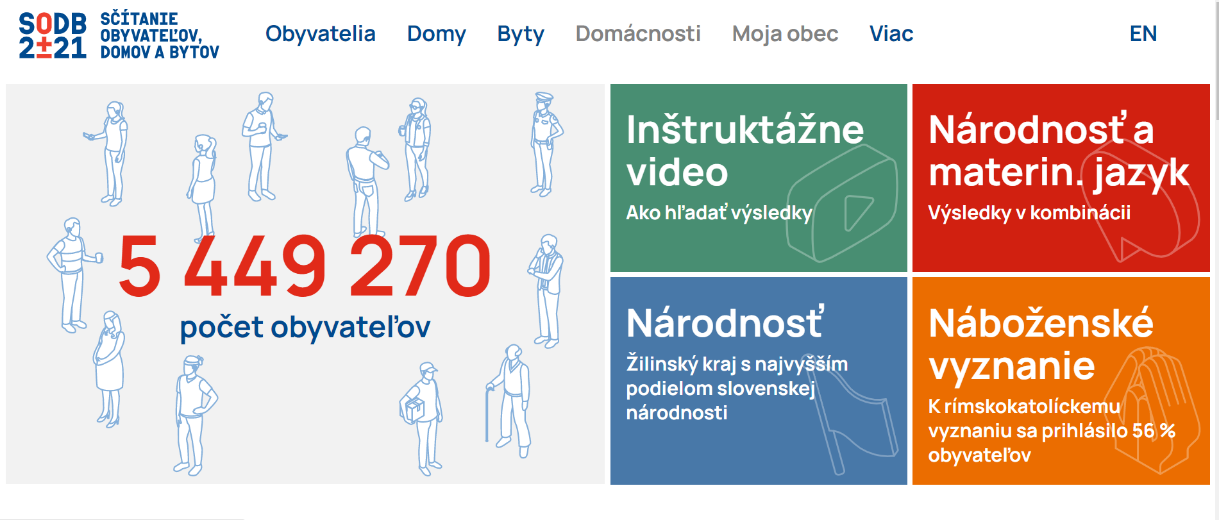 SODB
2±21
SČÍTANIE
OBYVATEĽOV,
DOMOV A BYTOV
Obyvatelia
Domy
Byty
Domácnosti
Moja obec
Viac
EN
5 449 270
počet obyvateľov
Inštruktážne
video
Ako hľadať výsledky
Národnosť a
materin. jazyk
Výsledky v kombinácii
Národnosť
Žilinský kraj s najvyšším
podielom slovenskej
národnosti
Náboženské
vyznanie
K rímskokatolíckemu
vyznaniu sa prihlásilo 56 %
obyvateľov